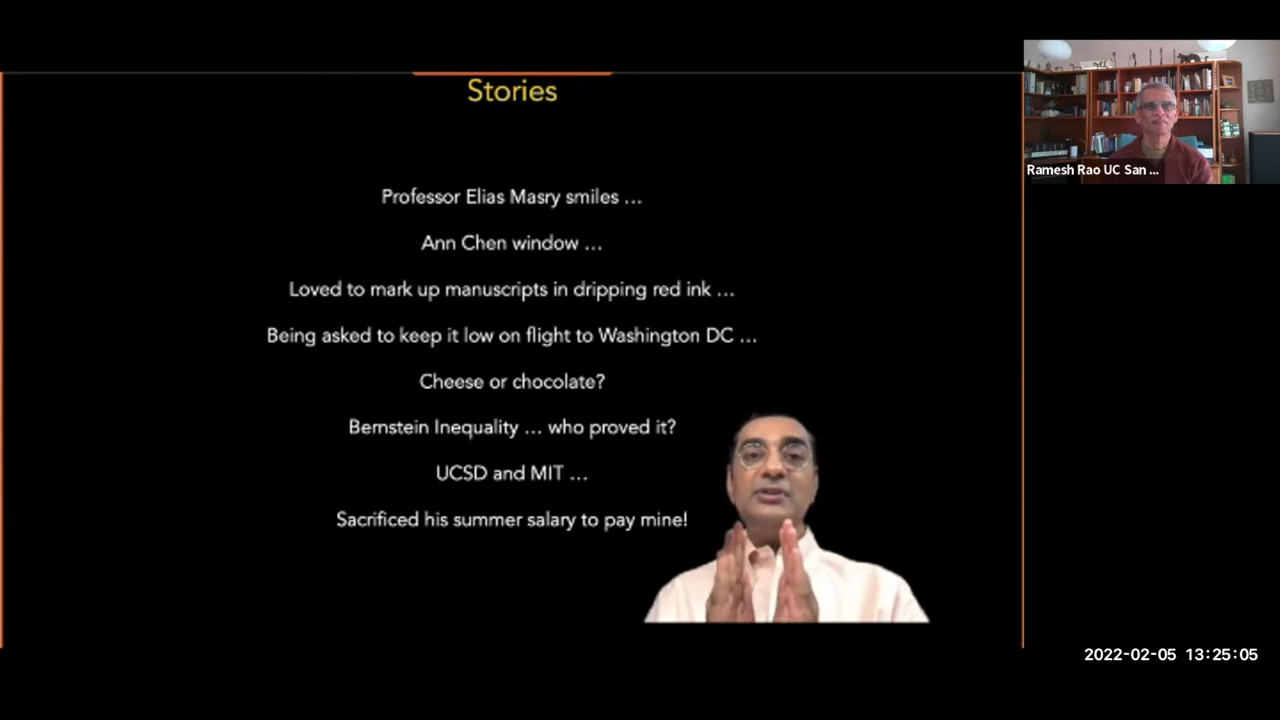 Stories
Professor Elias Masry smiles …
Ann Chen window …
Loved to mark up manuscripts in dripping red ink …
Being asked to keep it low on flight to Washington DC …
Cheese or chocolate?
Bernstein Inequality … who proved it?
UCSD and MIT …
Sacrificed his summer salary to pay mine!
Ramesh Rao UC San ...
2022-02-05 13:25:05